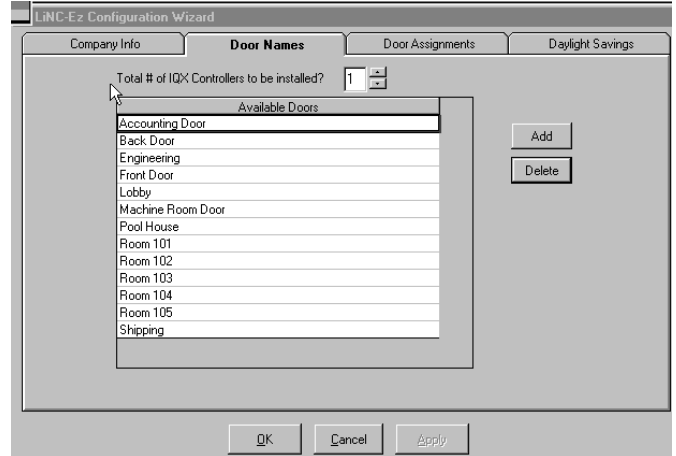 LiNC-Ez Configuration Wizard
Company Info Door Names Door Assignments Daylight Savings
Total # of IQX Controllers to be installed? 1
Available Doors
Accounting Door
Back Door
Engineering
Front Door
Lobby
Machine Room Door
Pool House
Room 101
Room 102
Room 103
Room 104
Room 105
Shipping
Add
Delete
OK Cancel Apply